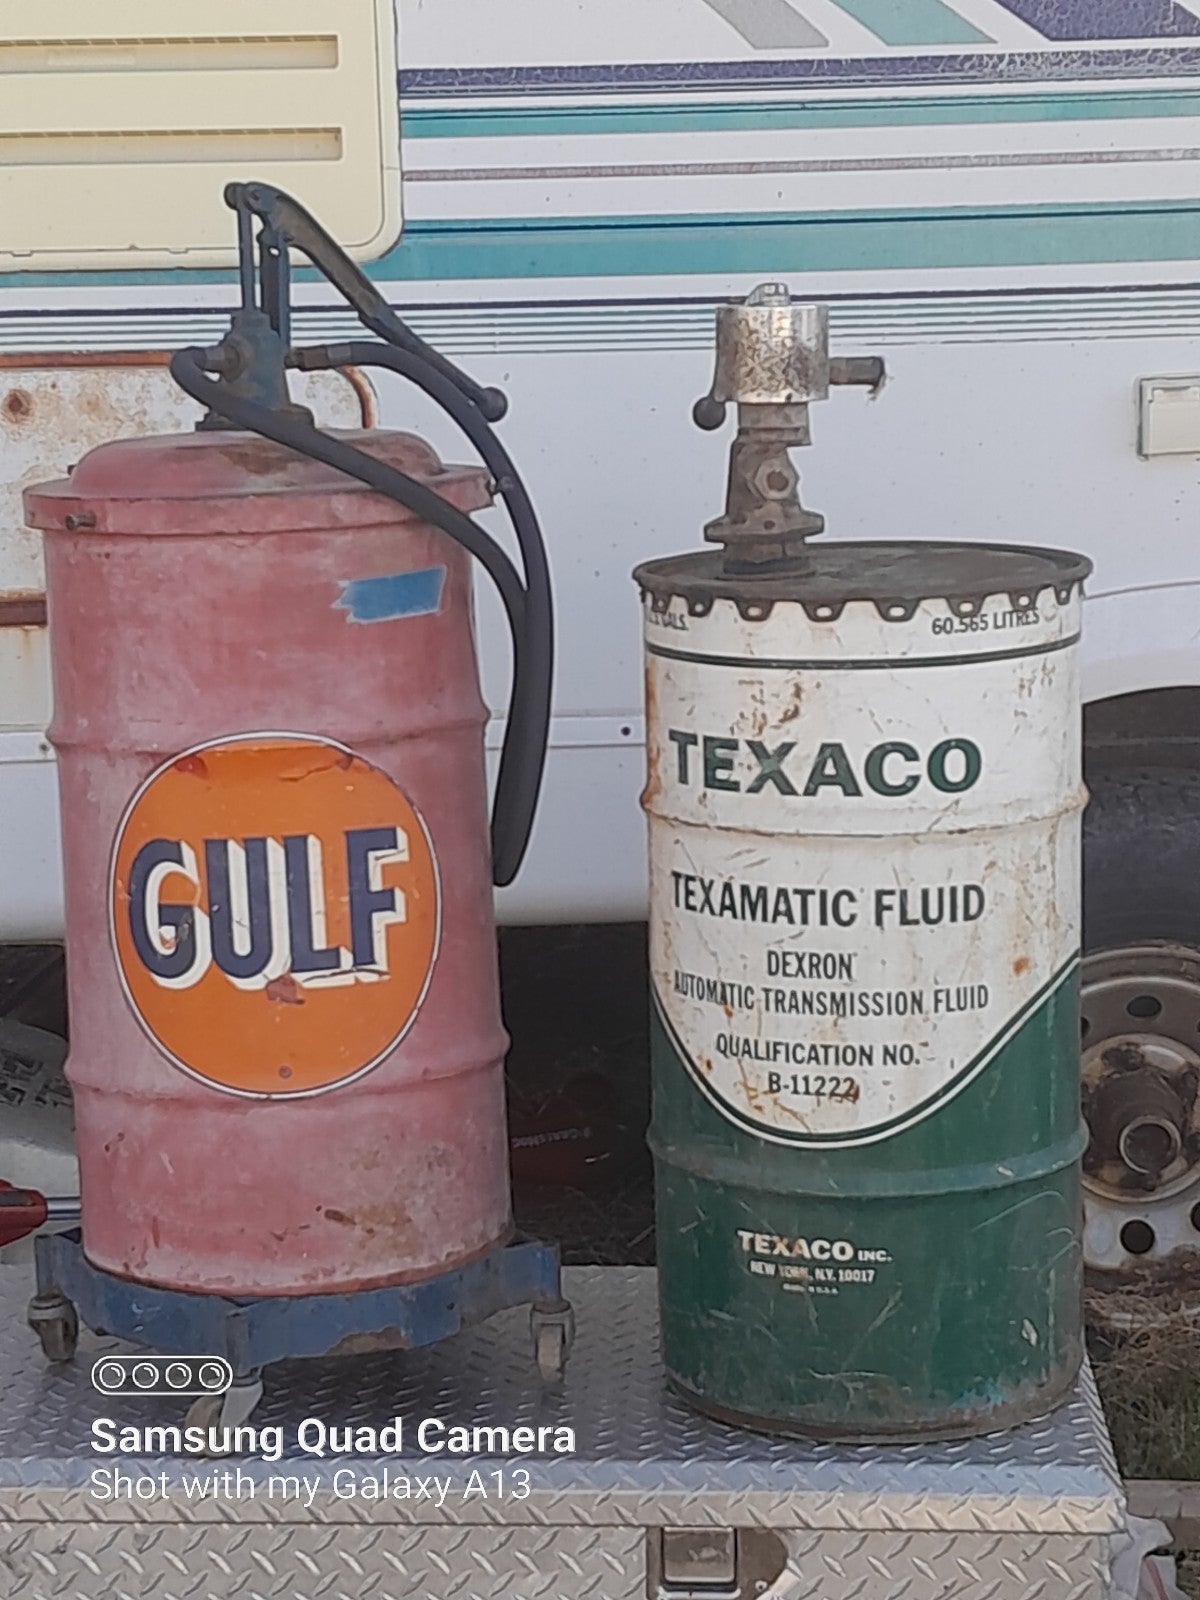 GULF
60.565 LITRES
TEXACO
TEXAMATIC FLUID
DEXRON
AUTOMATIC TRANSMISSION FLUID
QUALIFICATION NO.
B-11222
TEXACO INC.
NEW YORK, N.Y. 10017
Samsung Quad Camera
Shot with my Galaxy A13